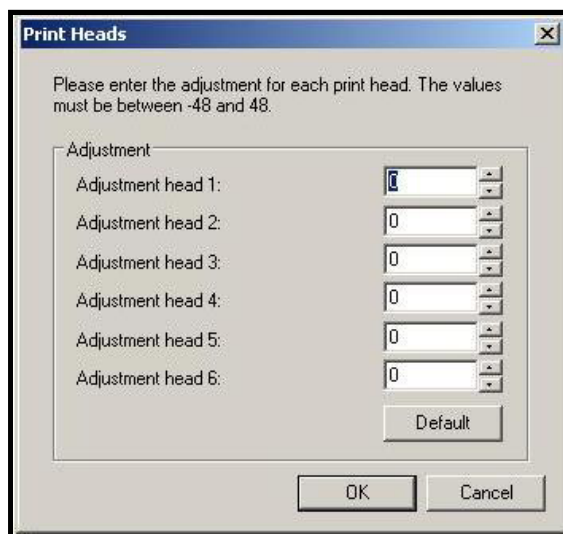 Print Heads
Please enter the adjustment for each print head. The values
must be between -48 and 48.
Adjustment
Adjustment head 1: 0
Adjustment head 2: 0
Adjustment head 3: 0
Adjustment head 4: 0
Adjustment head 5: 0
Adjustment head 6: 0
Default
OK Cancel